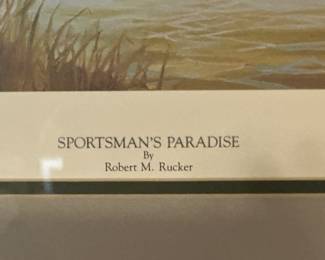 SPORTSMAN'S PARADISE
By
Robert M. Rucker